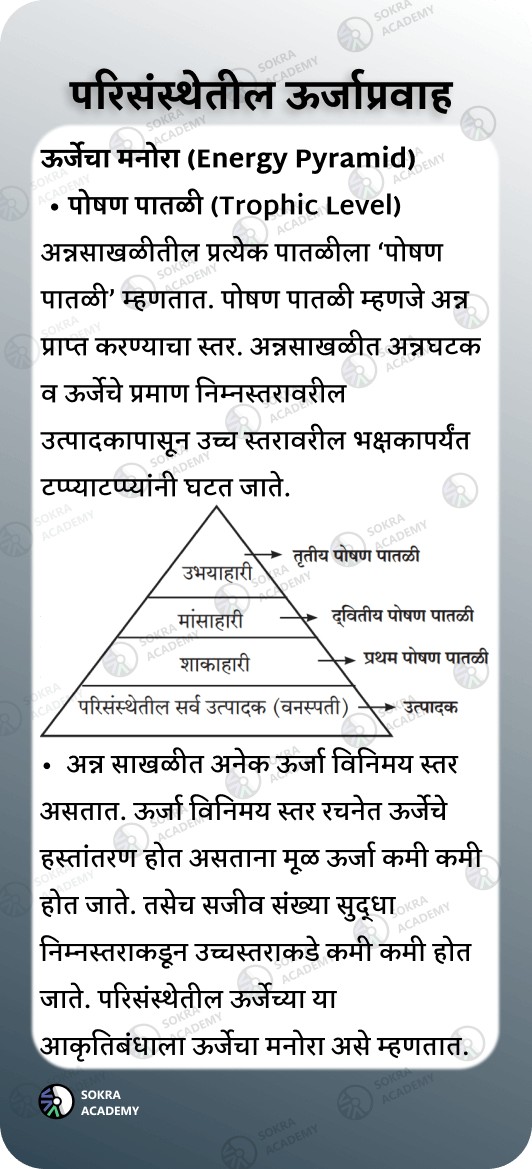 परिसंस्थेतील ऊर्जाप्रवाह
ऊर्जेचा मनोरा (Energy Pyramid)
• पोषण पातळी (Trophic Level)
अन्नसाखळीतील प्रत्येक पातळीला ‘पोषण
पातळी’ म्हणतात. पोषण पातळी म्हणजे अन्न
प्राप्त करण्याचा स्तर. अन्नसाखळीत अन्नघटक
व ऊर्जेचे प्रमाण निम्नस्तरावरील
उत्पादकापासून उच्च स्तरावरील भक्षकापर्यंत
टप्प्याटप्प्यांनी घटत जाते.
उभयाहारी → तृतीय पोषण पातळी
मांसाहारी → द्वितीय पोषण पातळी
शाकाहारी → प्रथम पोषण पातळी
परिसंस्थेतील सर्व उत्पादक (वनस्पती) → उत्पादक
• अन्न साखळीत अनेक ऊर्जा विनिमय स्तर
असतात. ऊर्जा विनिमय स्तर रचनेत ऊर्जेचे
हस्तांतरण होत असताना मूळ ऊर्जा कमी कमी
होत जाते. तसेच सजीव संख्या सुद्धा
निम्नस्तराकडून उच्चस्तराकडे कमी कमी होत
जाते. परिसंस्थेतील ऊर्जेच्या या
आकृतिबंधाला ऊर्जेचा मनोरा असे म्हणतात.
SOKRA
ACADEMY